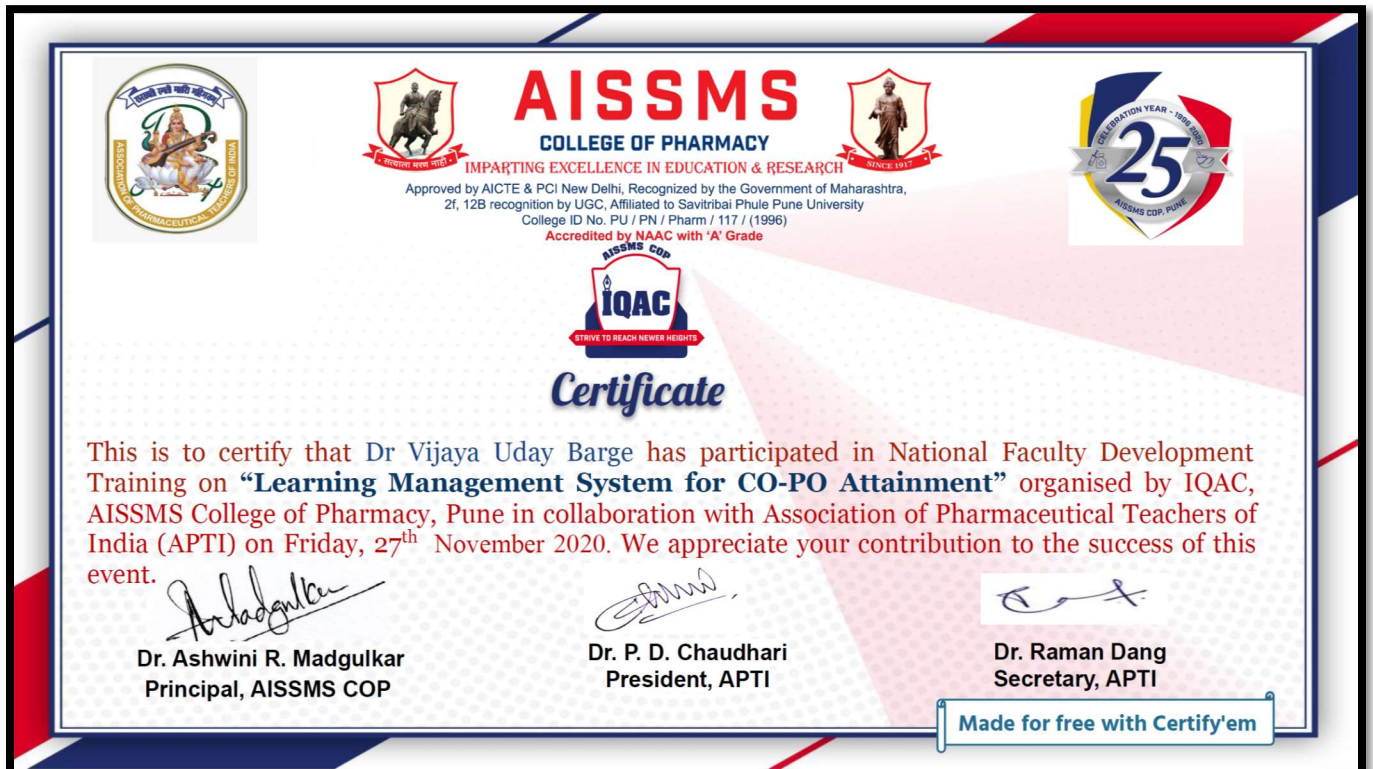 सरस्वती नमो
ASSOCIATION OF PHARMACEUTICAL TEACHERS OF INDIA
सत्याला मरण नाही
AISSMS
COLLEGE OF PHARMACY
IMPARTING EXCELLENCE IN EDUCATION & RESEARCH
SINCE 1917
Approved by AICTE & PCI New Delhi, Recognized by the Government of Maharashtra,
2f, 12B recognition by UGC, Affiliated to Savitribai Phule Pune University
College ID No. PU / PN / Pharm / 117 / (1996)
Accredited by NAAC with ‘A’ Grade
CELEBRATION YEAR - 1996 2020
25
AISSMS COP, PUNE
AISSMS COP
IQAC
STRIVE TO REACH NEWER HEIGHTS
Certificate
This is to certify that Dr Vijaya Uday Barge has participated in National Faculty Development
Training on “Learning Management System for CO-PO Attainment” organised by IQAC,
AISSMS College of Pharmacy, Pune in collaboration with Association of Pharmaceutical Teachers of
India (APTI) on Friday, 27th November 2020. We appreciate your contribution to the success of this
event.
Dr. Ashwini R. Madgulkar
Principal, AISSMS COP
Dr. P. D. Chaudhari
President, APTI
Dr. Raman Dang
Secretary, APTI
Made for free with Certify'em